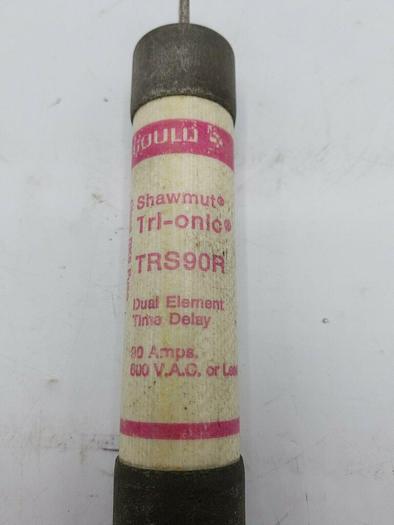 GOULD
Shawmut®
Tri-onic®
TRS90R
Dual Element
Time Delay
90 Amps.
600 V.A.C. or Less